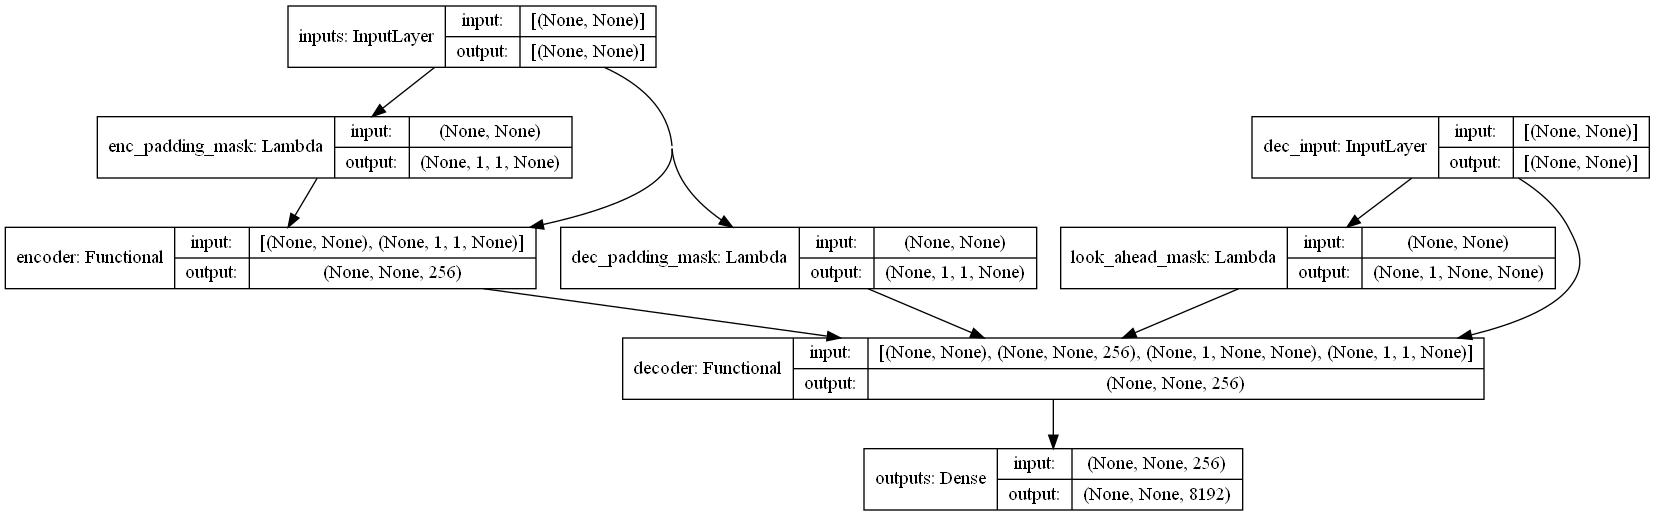 inputs: InputLayer
input: [(None, None)]
output: [(None, None)]
enc_padding_mask: Lambda
input: (None, None)
output: (None, 1, 1, None)
dec_input: InputLayer
input: [(None, None)]
output: [(None, None)]
encoder: Functional
input: [(None, None), (None, 1, 1, None)]
output: (None, None, 256)
dec_padding_mask: Lambda
input: (None, None)
output: (None, 1, 1, None)
look_ahead_mask: Lambda
input: (None, None)
output: (None, 1, None, None)
decoder: Functional
input: [(None, None), (None, None, 256), (None, 1, None, None), (None, 1, 1, None)]
output: (None, None, 256)
outputs: Dense
input: (None, None, 256)
output: (None, None, 8192)